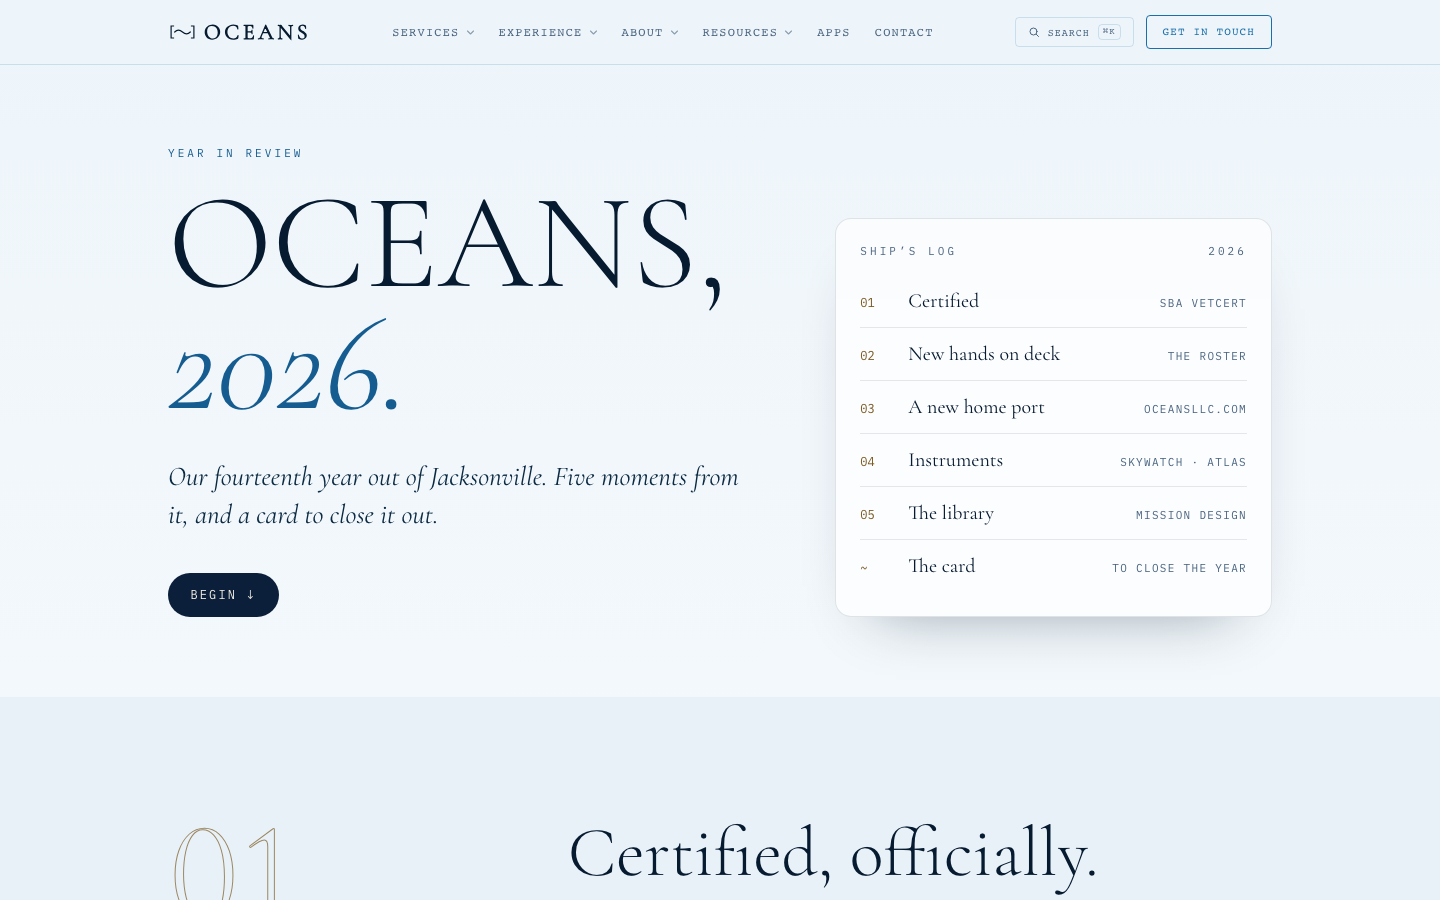 [~] OCEANS
SERVICES EXPERIENCE ABOUT RESOURCES APPS CONTACT
SEARCH ⌘K
GET IN TOUCH
YEAR IN REVIEW
OCEANS,
2026.
Our fourteenth year out of Jacksonville. Five moments from
it, and a card to close it out.
BEGIN ↓
SHIP’S LOG 2026
01 Certified SBA VETCERT
02 New hands on deck THE ROSTER
03 A new home port OCEANSLLC.COM
04 Instruments SKYWATCH · ATLAS
05 The library MISSION DESIGN
~ The card TO CLOSE THE YEAR
01
Certified, officially.